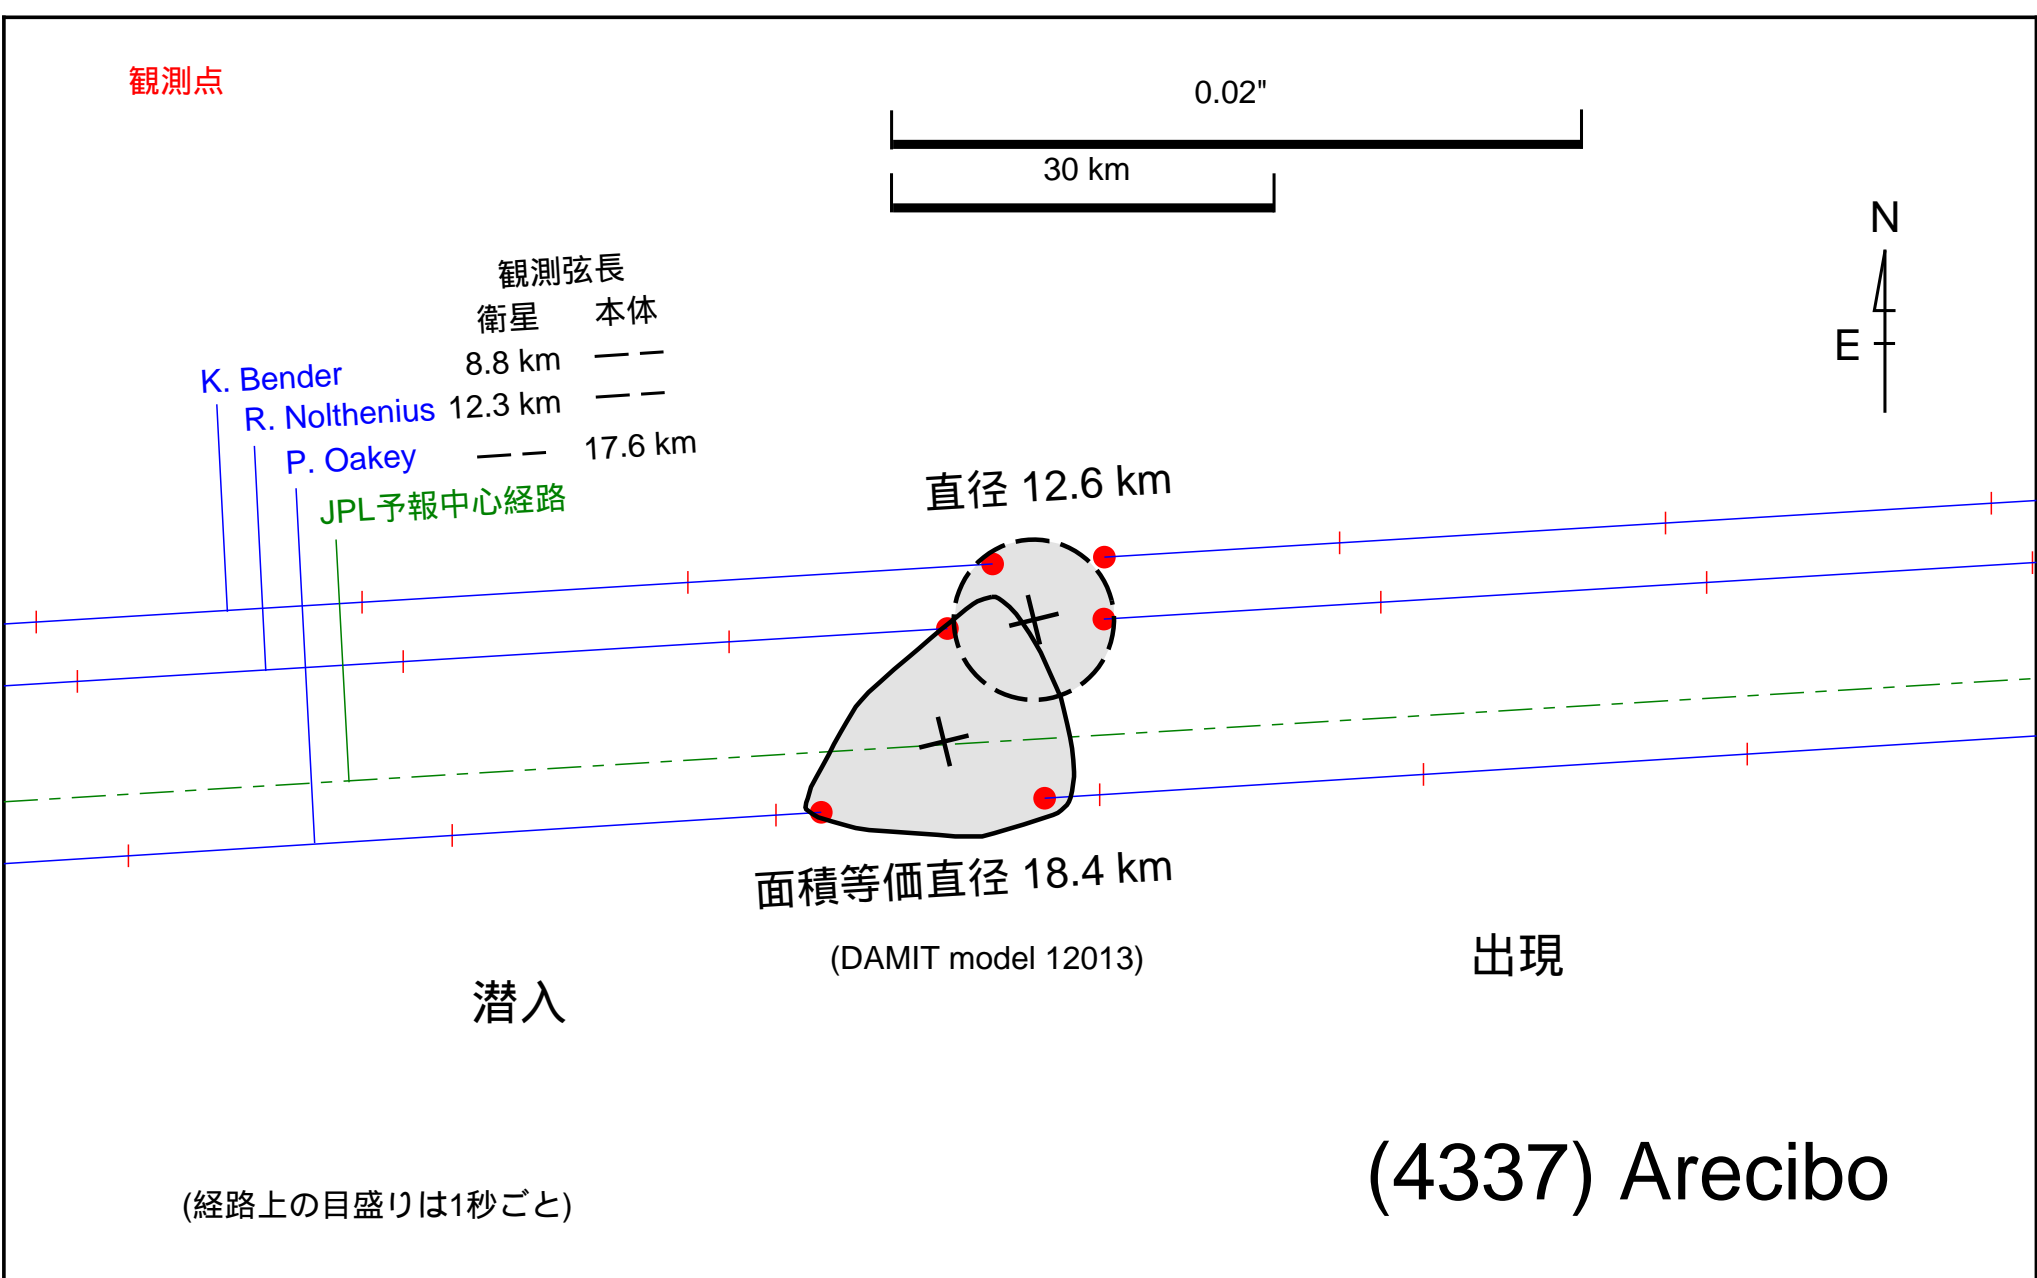 観測点
0.02"
30 km
N
E
観測弦長
衛星 本体
K. Bender 8.8 km — —
R. Nolthenius 12.3 km — —
P. Oakey — — 17.6 km
JPL予報中心経路
直径 12.6 km
面積等価直径 18.4 km
(DAMIT model 12013)
潜入
出現
(4337) Arecibo
(経路上の目盛りは1秒ごと)